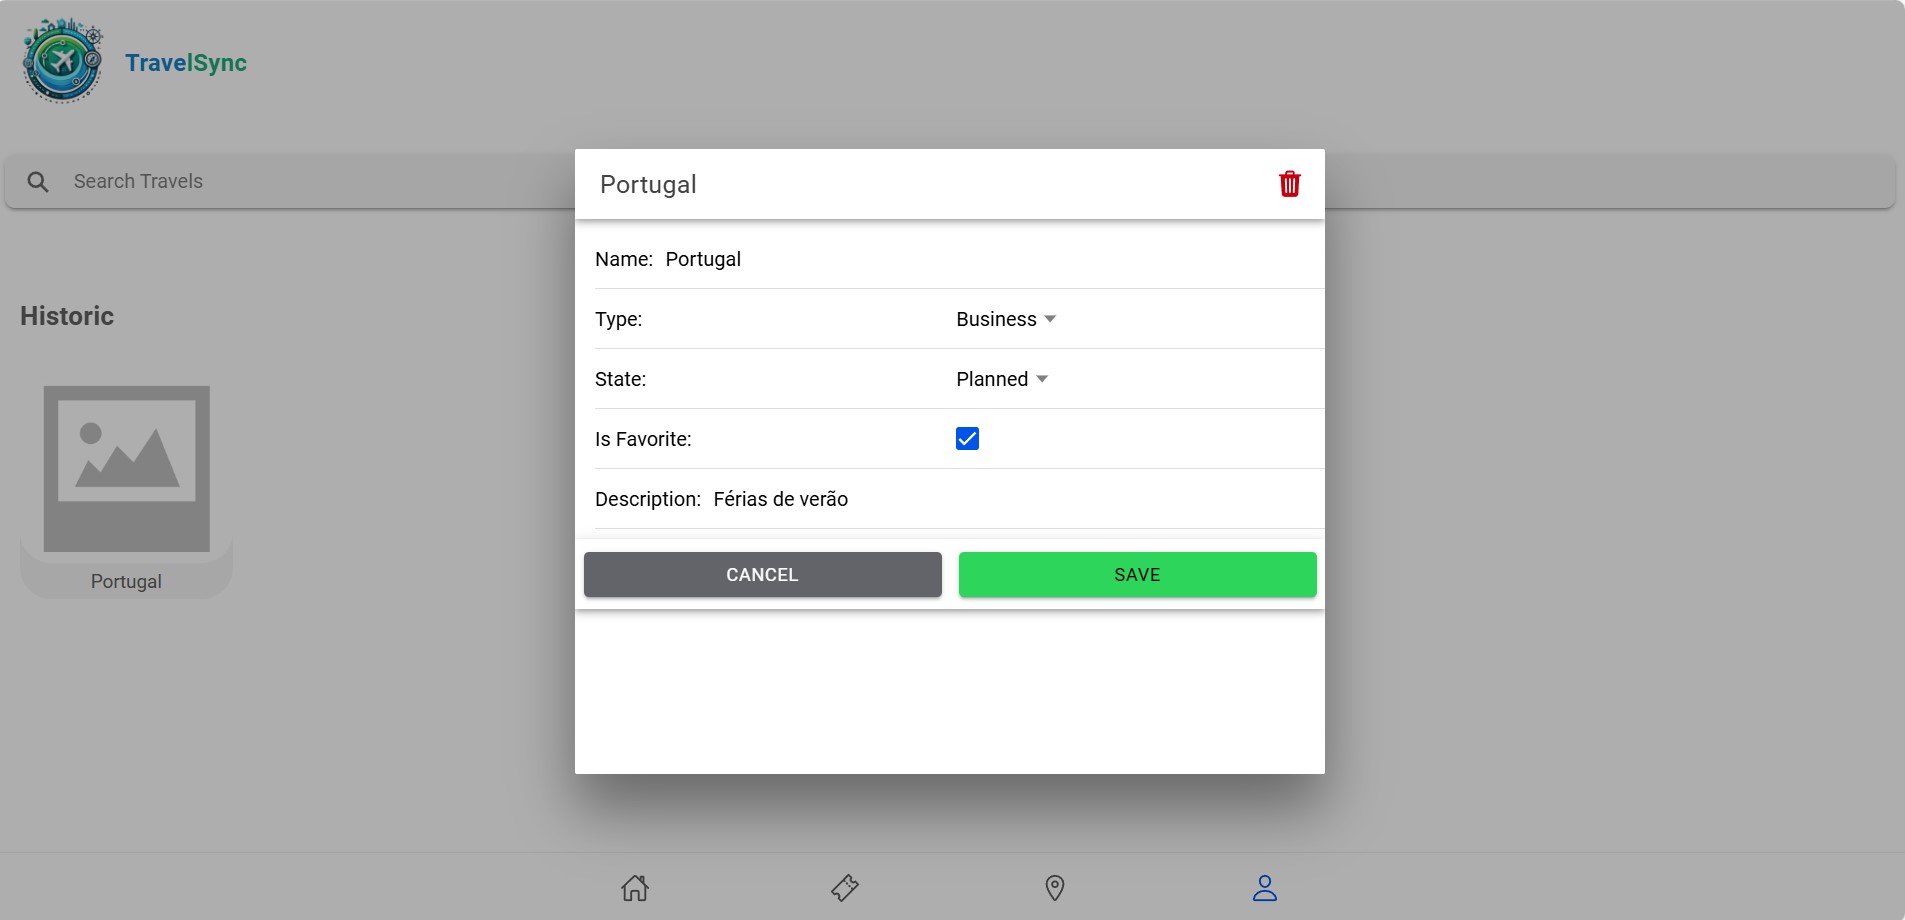 TravelSync
Search Travels
Historic
Portugal
Portugal
Name: Portugal
Type: Business
State: Planned
Is Favorite:
Description: Férias de verão
CANCEL SAVE